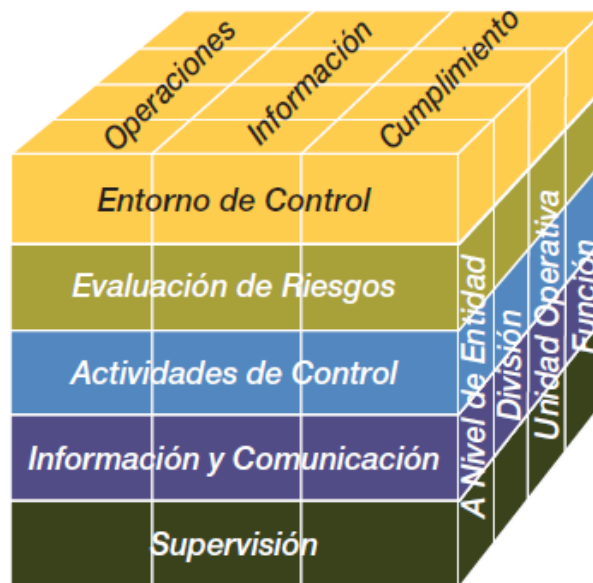 Operaciones
Información
Cumplimiento
Entorno de Control
Evaluación de Riesgos
Actividades de Control
Información y Comunicación
Supervisión
A Nivel de Entidad
División
Unidad Operativa
Función